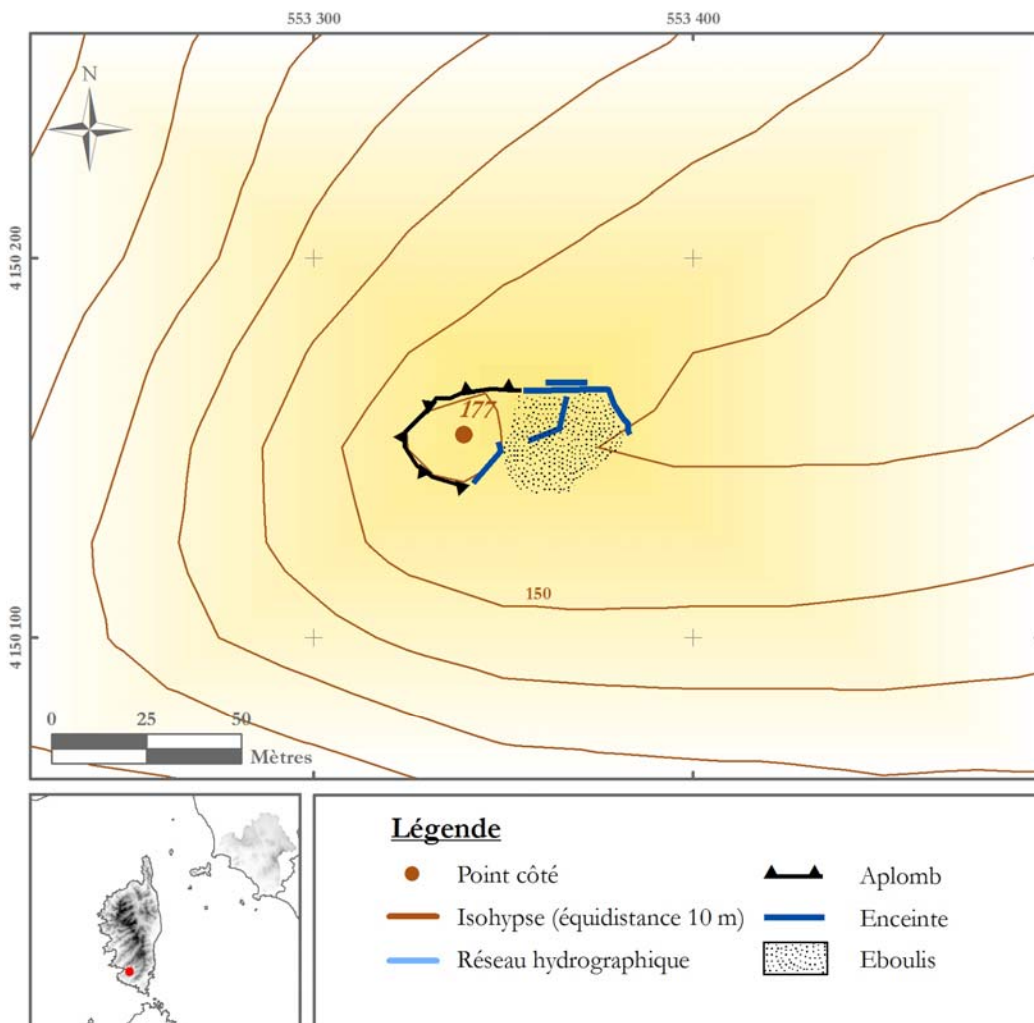 553 300
553 400
N
4 150 200
177
150
4 150 100
0 25 50
Mètres
Légende
Point côté
Isohypse (équidistance 10 m)
Réseau hydrographique
Aplomb
Enceinte
Eboulis